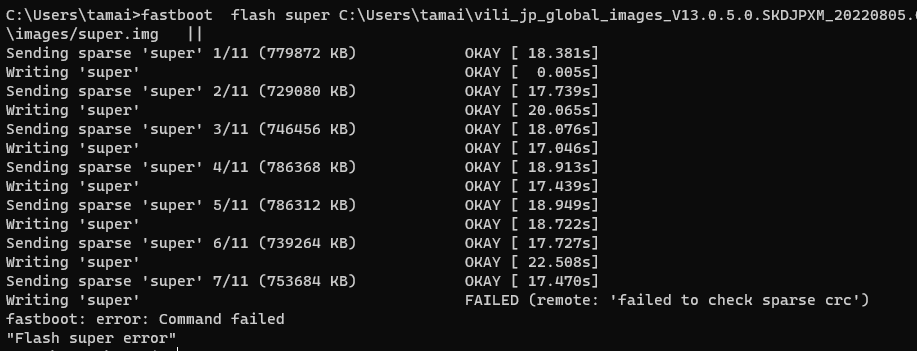 C:\Users\tamai>fastboot  flash super C:\Users\tamai\vili_jp_global_images_V13.0.5.0.SKDJPXM_20220805.
\images/super.img   ||
Sending sparse 'super' 1/11 (779872 KB)            OKAY [ 18.381s]
Writing 'super'                                    OKAY [  0.005s]
Sending sparse 'super' 2/11 (729080 KB)            OKAY [ 17.739s]
Writing 'super'                                    OKAY [ 20.065s]
Sending sparse 'super' 3/11 (746456 KB)            OKAY [ 18.076s]
Writing 'super'                                    OKAY [ 17.046s]
Sending sparse 'super' 4/11 (786368 KB)            OKAY [ 18.913s]
Writing 'super'                                    OKAY [ 17.439s]
Sending sparse 'super' 5/11 (786312 KB)            OKAY [ 18.949s]
Writing 'super'                                    OKAY [ 18.722s]
Sending sparse 'super' 6/11 (739264 KB)            OKAY [ 17.727s]
Writing 'super'                                    OKAY [ 22.508s]
Sending sparse 'super' 7/11 (753684 KB)            OKAY [ 17.470s]
Writing 'super'                                    FAILED (remote: 'failed to check sparse crc')
fastboot: error: Command failed
"Flash super error"